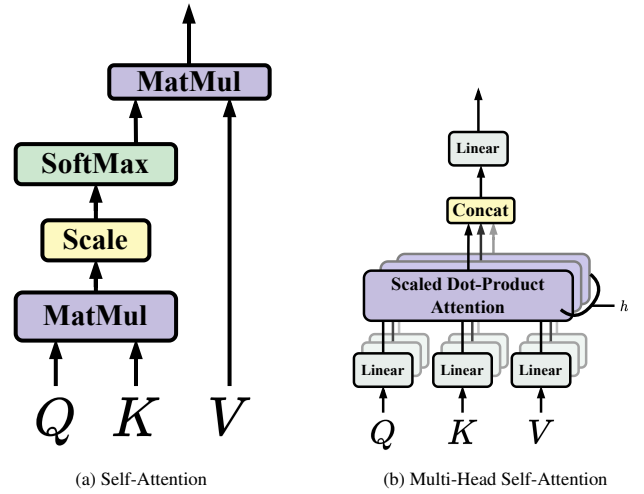 MatMul
SoftMax
Scale
MatMul
Q K V
(a) Self-Attention
Linear
Concat
Scaled Dot-Product
Attention
h
Linear Linear Linear
Q K V
(b) Multi-Head Self-Attention